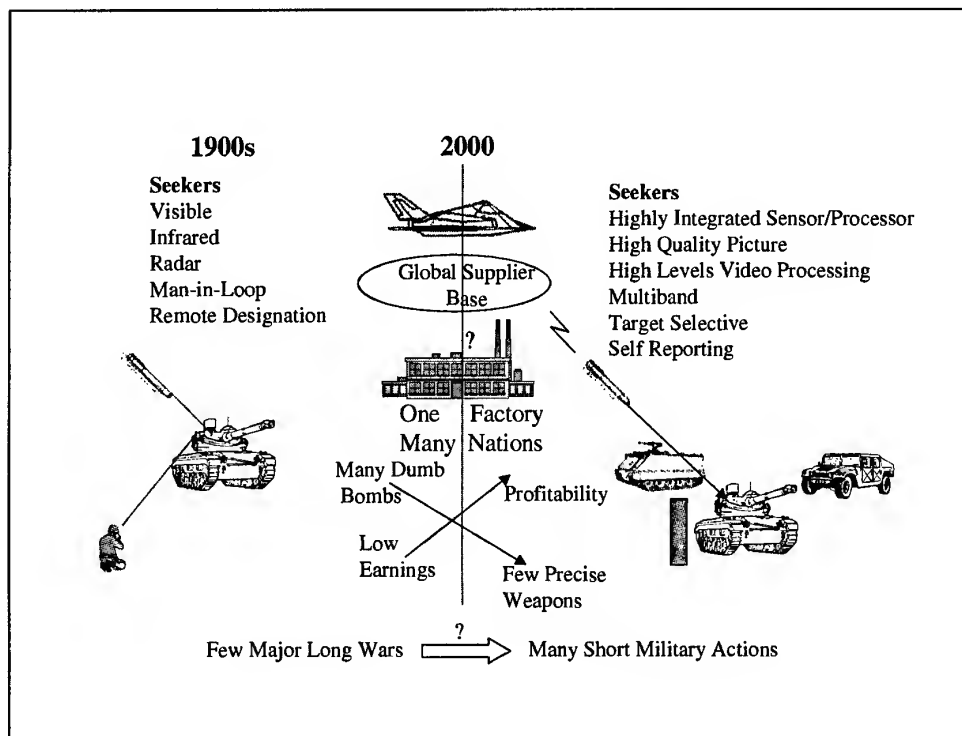 1900s
Seekers
Visible
Infrared
Radar
Man-in-Loop
Remote Designation
2000
Global Supplier
Base
?
One Factory
Many Nations
Many Dumb
Bombs
Profitability
Low
Earnings
Few Precise
Weapons
Seekers
Highly Integrated Sensor/Processor
High Quality Picture
High Levels Video Processing
Multiband
Target Selective
Self Reporting
?
Few Major Long Wars
Many Short Military Actions